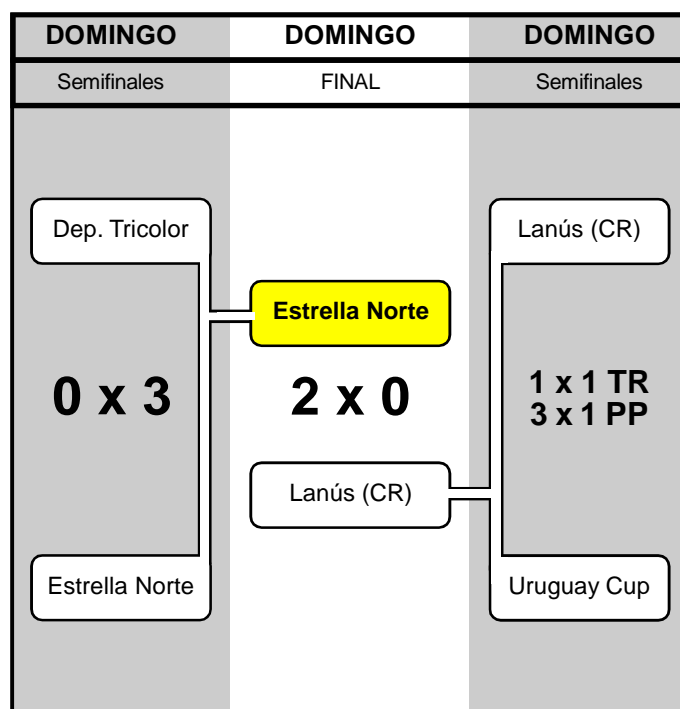 DOMINGO DOMINGO DOMINGO
Semifinales FINAL Semifinales
Dep. Tricolor
Lanús (CR)
Estrella Norte
0 x 3
2 x 0
1 x 1 TR
3 x 1 PP
Lanús (CR)
Estrella Norte
Uruguay Cup